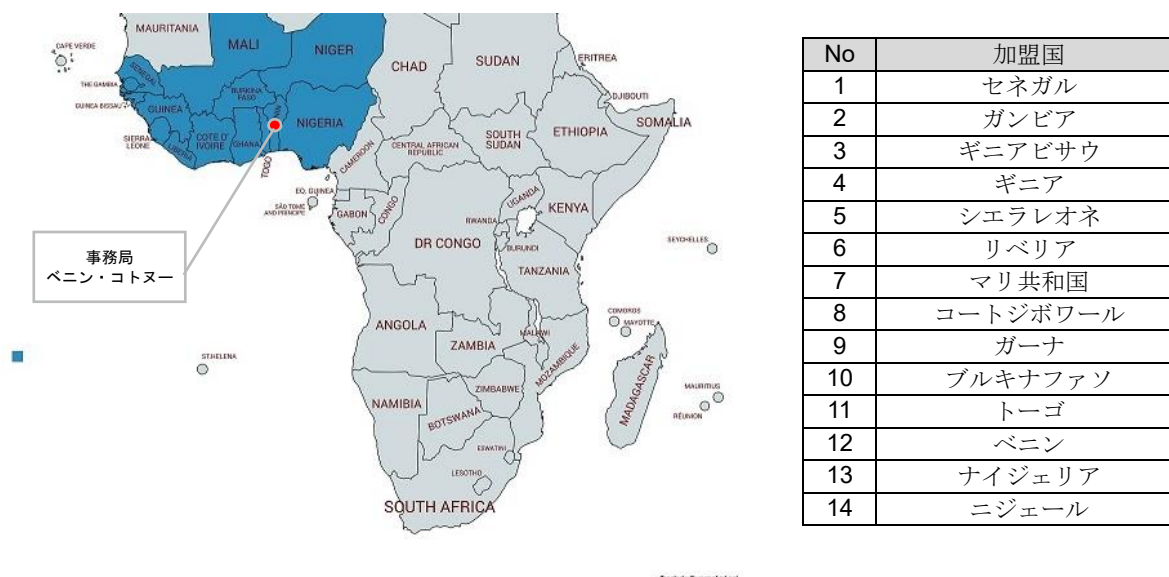 MAURITANIA
MALI
NIGER
CHAD
SUDAN
ERITREA
CAPE VERDE
SENEGAL
THE GAMBIA
GUINEA BISSAU
GUINEA
BURKINA
FASO
BENIN
NIGERIA
DJIBOUTI
SOMALIA
SIERRA
LEONE
LIBERIA
COTE D'
IVOIRE
GHANA
TOGO
CAMEROON
CENTRAL AFRICAN
REPUBLIC
SOUTH
SUDAN
ETHIOPIA
EQ. GUINEA
SÃO TOME
AND PRINCIPE
GABON
CONGO
DR CONGO
UGANDA
RWANDA
BURUNDI
KENYA
TANZANIA
SEYCHELLES
事務局
ベニン・コトヌー
ANGOLA
ZAMBIA
MALAWI
MOZAMBIQUE
COMOROS
MAYOTTE
ST.HELENA
NAMIBIA
ZIMBABWE
BOTSWANA
MADAGASCAR
MAURITIUS
RÉUNION
ESWATINI
LESOTHO
SOUTH AFRICA
No 加盟国
1 セネガル
2 ガンビア
3 ギニアビサウ
4 ギニア
5 シエラレオネ
6 リベリア
7 マリ共和国
8 コートジボワール
9 ガーナ
10 ブルキナファソ
11 トーゴ
12 ベニン
13 ナイジェリア
14 ニジェール